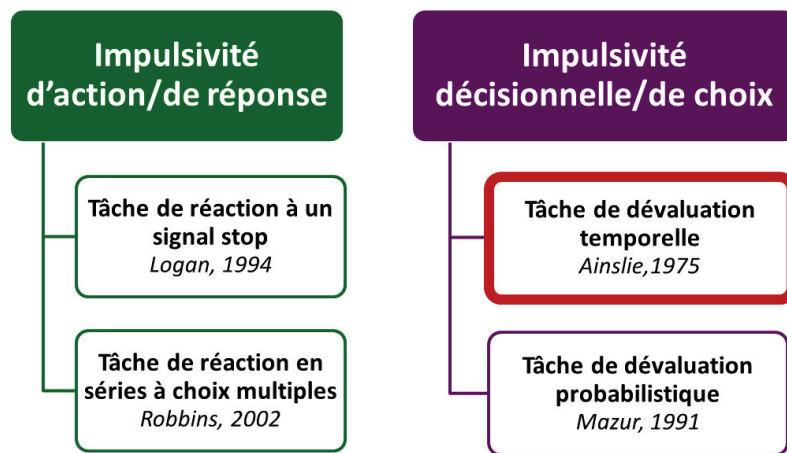 Impulsivité
d'action/de réponse
Tâche de réaction à un
signal stop
Logan, 1994
Tâche de réaction en
séries à choix multiples
Robbins, 2002
Impulsivité
décisionnelle/de choix
Tâche de dévaluation
temporelle
Ainslie,1975
Tâche de dévaluation
probabilistique
Mazur, 1991